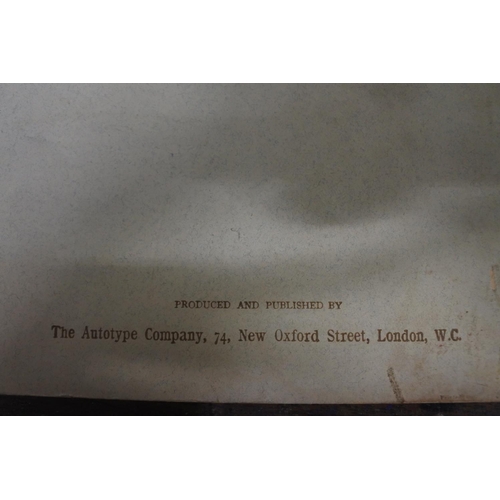 PRODUCED AND PUBLISHED BY
The Autotype Company, 74, New Oxford Street, London, W.C.